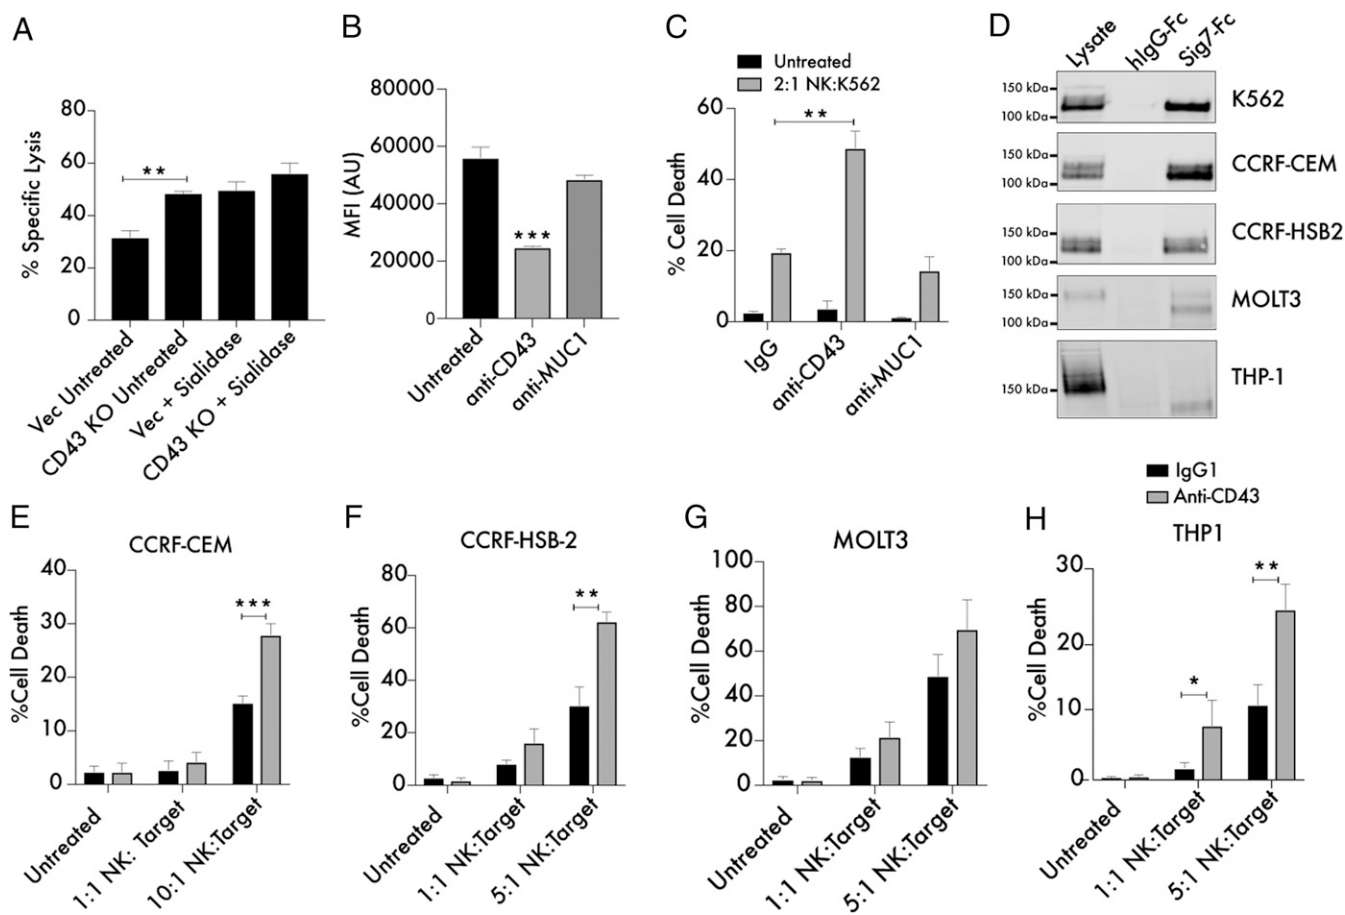 A
% Specific Lysis
80
60
40
20
0
**
Vec Untreated
CD43 KO Untreated
Vec + Sialidase
CD43 KO + Sialidase
B
MFI (AU)
80000
60000
40000
20000
0
***
Untreated
anti-CD43
anti-MUC1
C
Untreated
2:1 NK:K562
% Cell Death
60
40
20
0
**
IgG
anti-CD43
anti-MUC1
D
Lysate
hIgG-Fc
Sig7-Fc
150 kDa
100 kDa
K562
150 kDa
100 kDa
CCRF-CEM
150 kDa
100 kDa
CCRF-HSB2
150 kDa
100 kDa
MOLT3
150 kDa
THP-1
IgG1
Anti-CD43
E
CCRF-CEM
%Cell Death
40
30
20
10
0
***
Untreated
1:1 NK: Target
10:1 NK:Target
F
CCRF-HSB-2
%Cell Death
80
60
40
20
0
**
Untreated
1:1 NK:Target
5:1 NK:Target
G
MOLT3
%Cell Death
100
80
60
40
20
0
Untreated
1:1 NK:Target
5:1 NK:Target
H
THP1
%Cell Death
30
20
10
0
*
**
Untreated
1:1 NK:Target
5:1 NK:Target